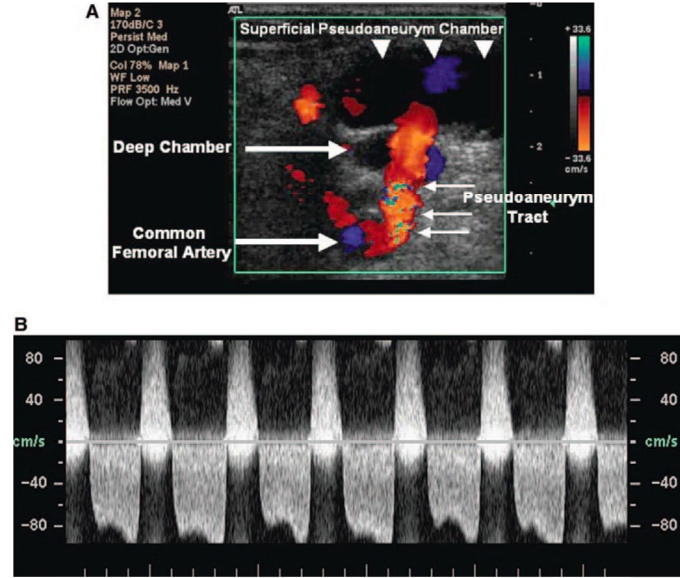 A
Map 2
170dB/C 3
Persist Med
2D Opt:Gen
Col 78% Map 1
WF Low
PRF 3500 Hz
Flow Opt: Med V
ATL
Superficial Pseudoaneurym Chamber
Deep Chamber
Pseudoaneurym
Tract
Common
Femoral Artery
0
1
2
+ 33.6
- 33.6
cm/s
B
80
40
cm/s
-40
-80
80
40
cm/s
-40
-80